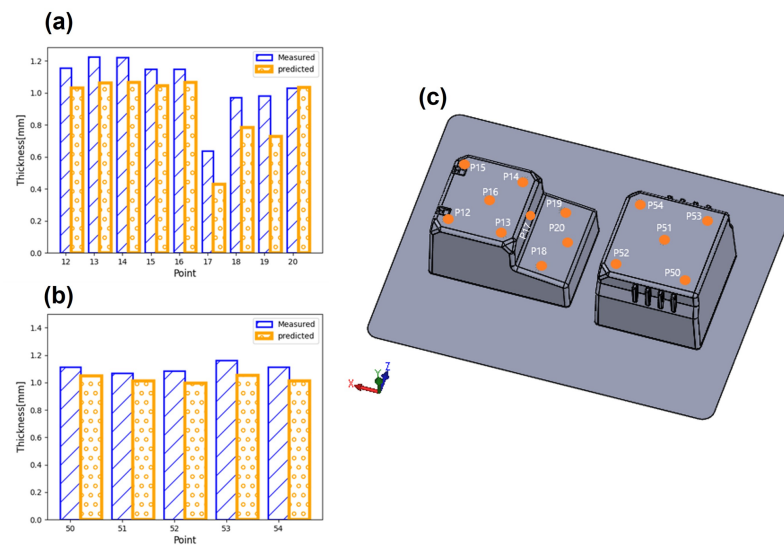 (a)
Thickness[mm]
1.2
1.0
0.8
0.6
0.4
0.2
0.0
Measured
predicted
12 13 14 15 16 17 18 19 20
Point
(b)
Thickness[mm]
1.4
1.2
1.0
0.8
0.6
0.4
0.2
0.0
Measured
predicted
50 51 52 53 54
Point
(c)
P15
P14
P16
P12
P13
P17
P19
P20
P18
P54
P53
P51
P52
P50
X
Y
Z